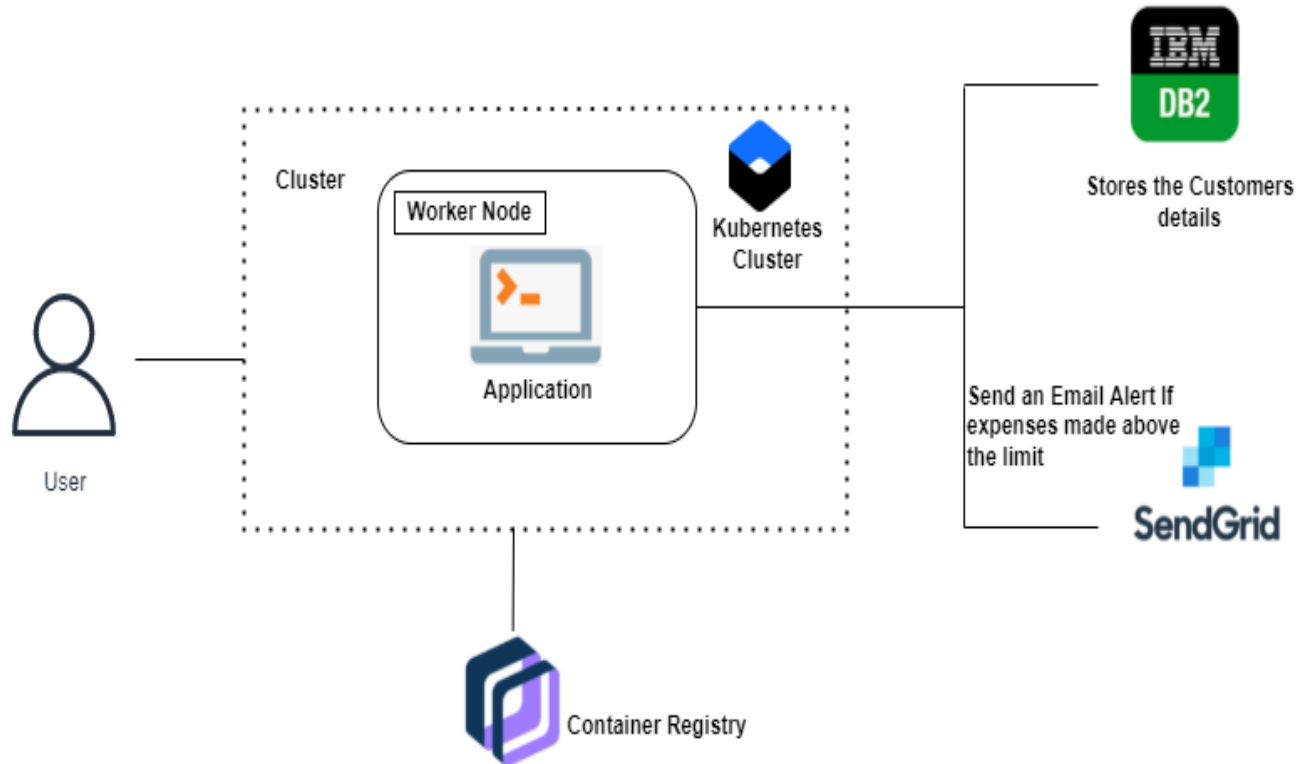 IBM
DB2
Stores the Customers
details
Cluster
Worker Node
Kubernetes
Cluster
Application
User
Send an Email Alert If
expenses made above
the limit
SendGrid
Container Registry